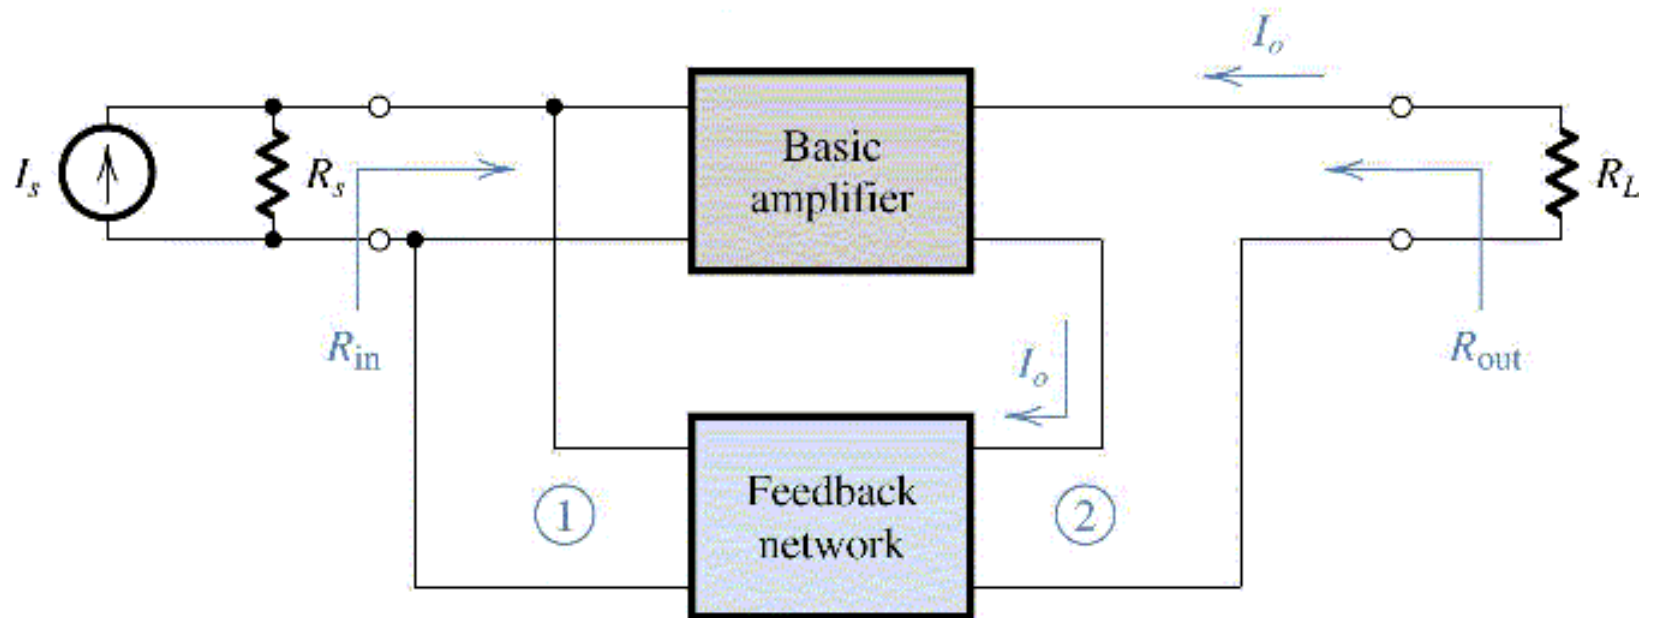 I_o
Basic
amplifier
I_s
R_s
R_L
R_in
I_o
R_out
Feedback
network
1
2